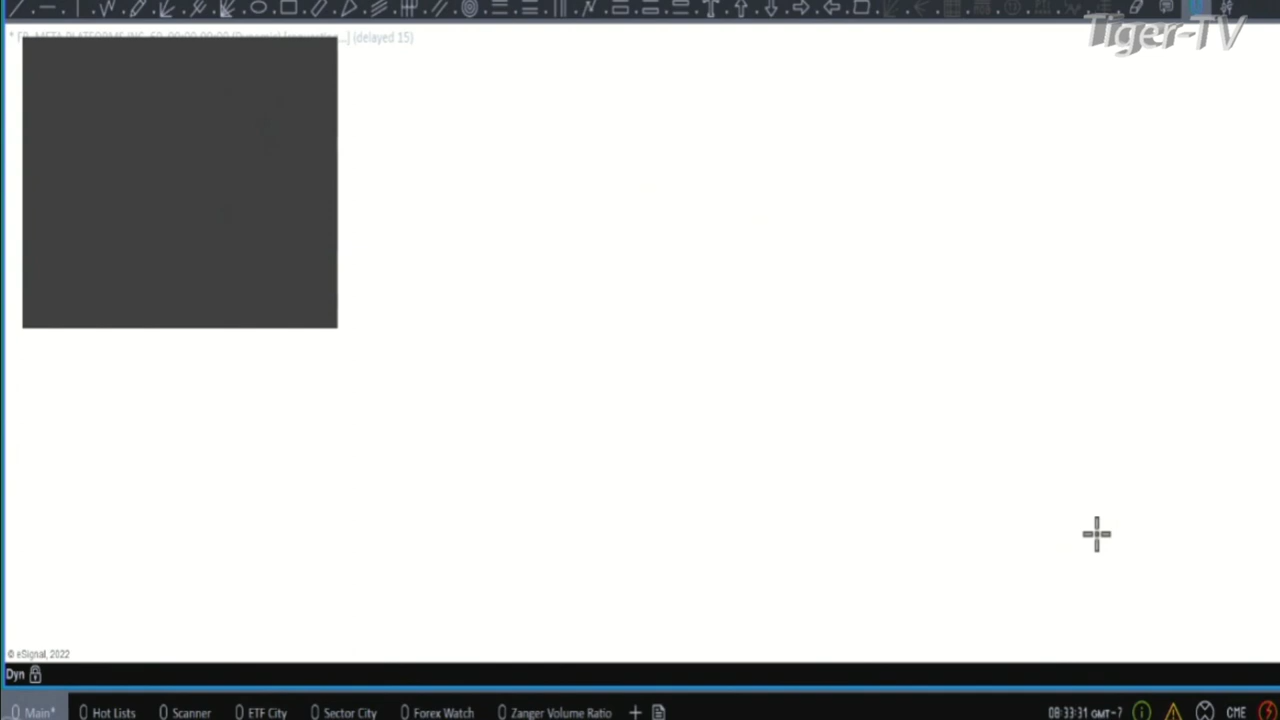 Tiger-TV
(delayed 15)
© eSignal, 2022
Dyn
Main* Hot Lists Scanner ETF City Sector City Forex Watch Zanger Volume Ratio 08:33:31 GMT-7 CME